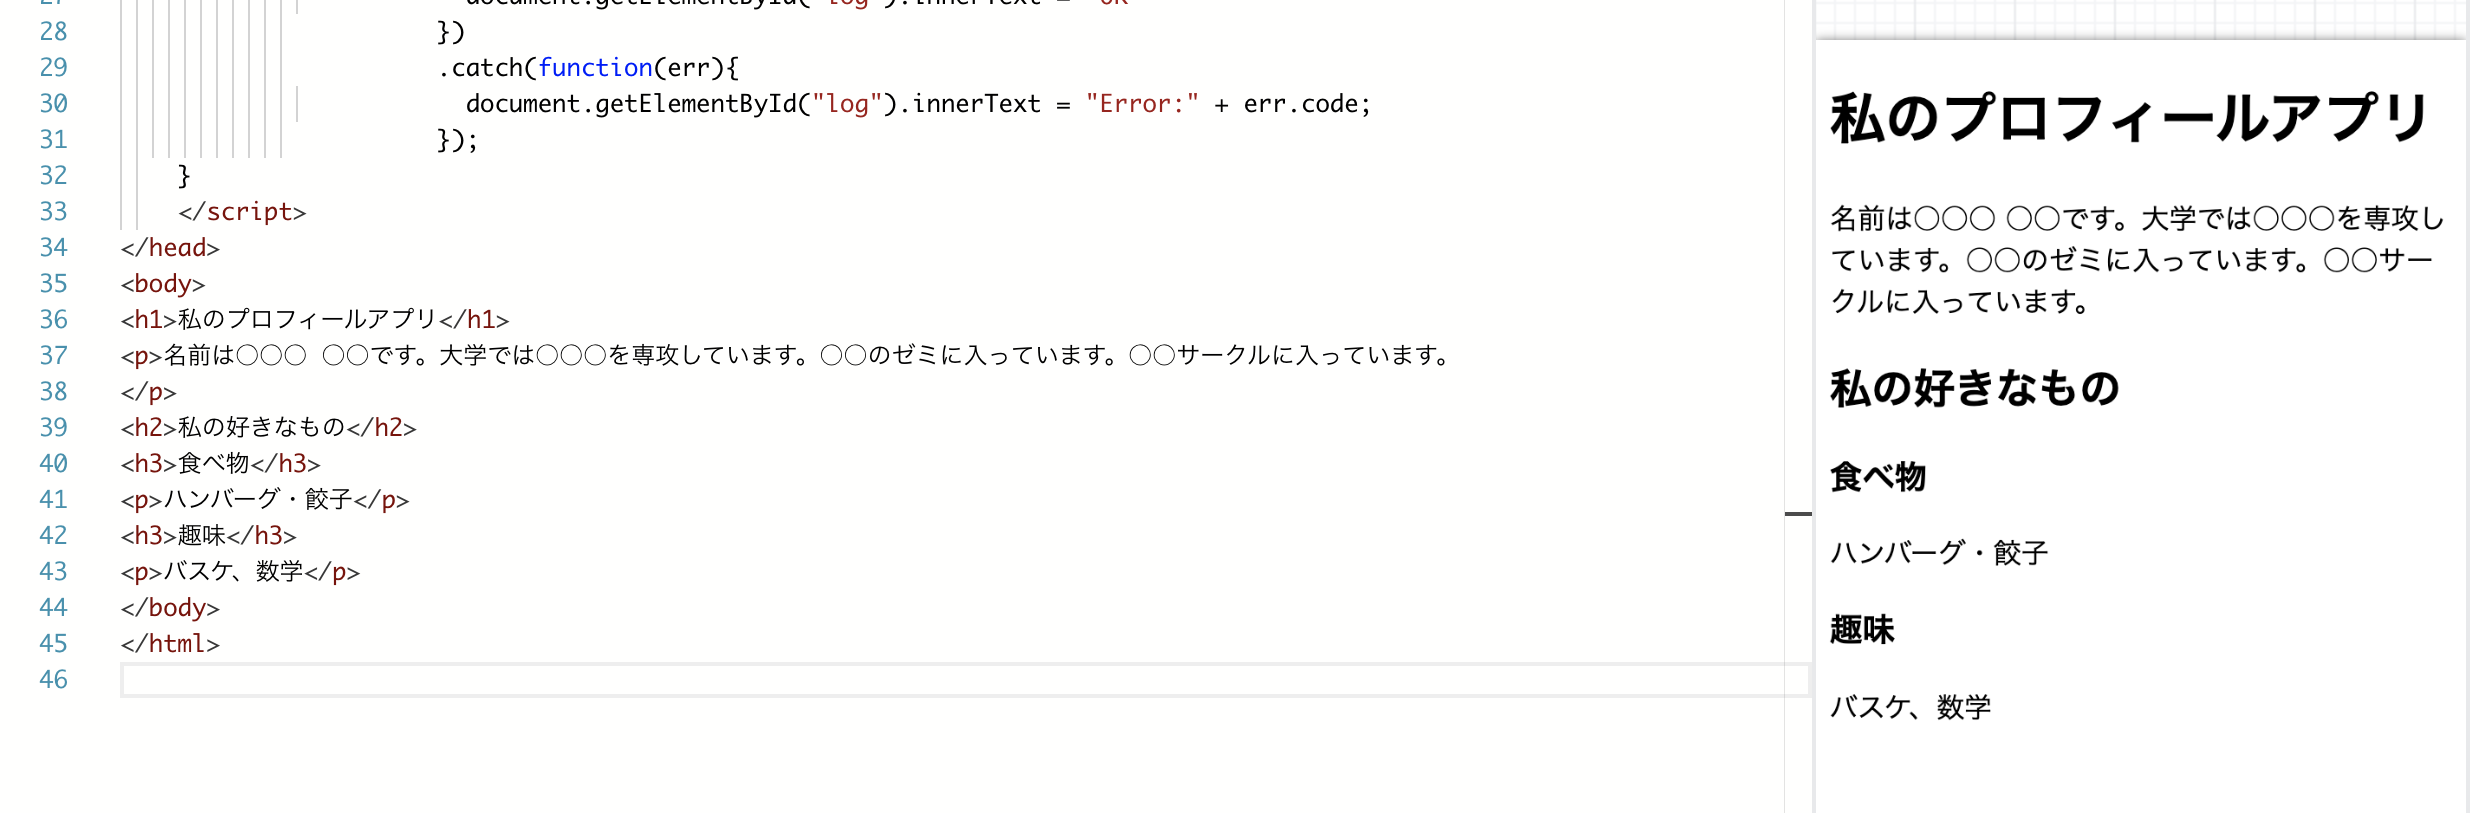 document.getElementById("log").innerText = "ok"
28 })
29 .catch(function(err){
30 document.getElementById("log").innerText = "Error:" + err.code;
31 });
32 }
33 </script>
34 </head>
35 <body>
36 <h1>私のプロフィールアプリ</h1>
37 <p>名前は〇〇〇 〇〇です。大学では〇〇〇を専攻しています。〇〇のゼミに入っています。〇〇サークルに入っています。
38 </p>
39 <h2>私の好きなもの</h2>
40 <h3>食べ物</h3>
41 <p>ハンバーグ・餃子</p>
42 <h3>趣味</h3>
43 <p>バスケ、数学</p>
44 </body>
45 </html>
46
私のプロフィールアプリ
名前は〇〇〇 〇〇です。大学では〇〇〇を専攻し
ています。〇〇のゼミに入っています。〇〇サー
クルに入っています。
私の好きなもの
食べ物
ハンバーグ・餃子
趣味
バスケ、数学